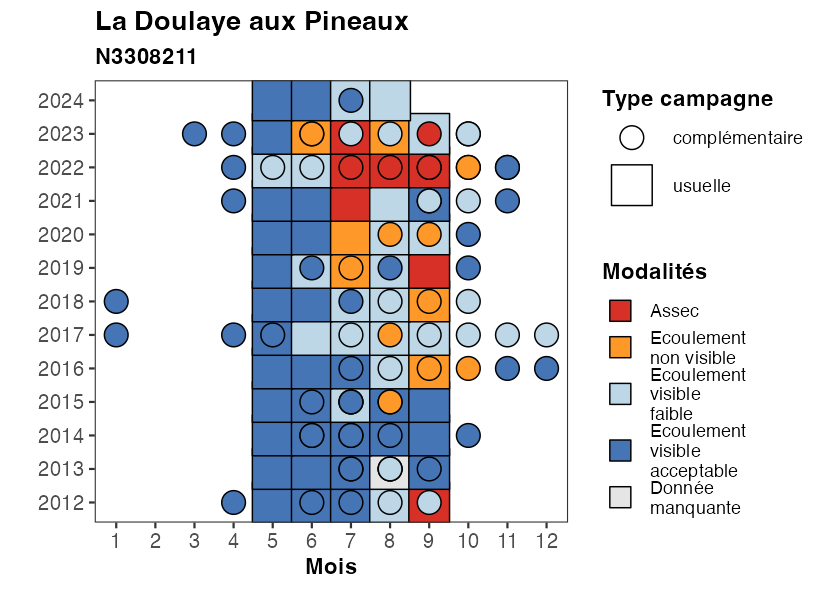 La Doulaye aux Pineaux
N3308211
2024
2023
2022
2021
2020
2019
2018
2017
2016
2015
2014
2013
2012
1 2 3 4 5 6 7 8 9 10 11 12
Mois
Type campagne
complémentaire
usuelle
Modalités
Assec
Ecoulement
non visible
Ecoulement
visible
faible
Ecoulement
visible
acceptable
Donnée
manquante